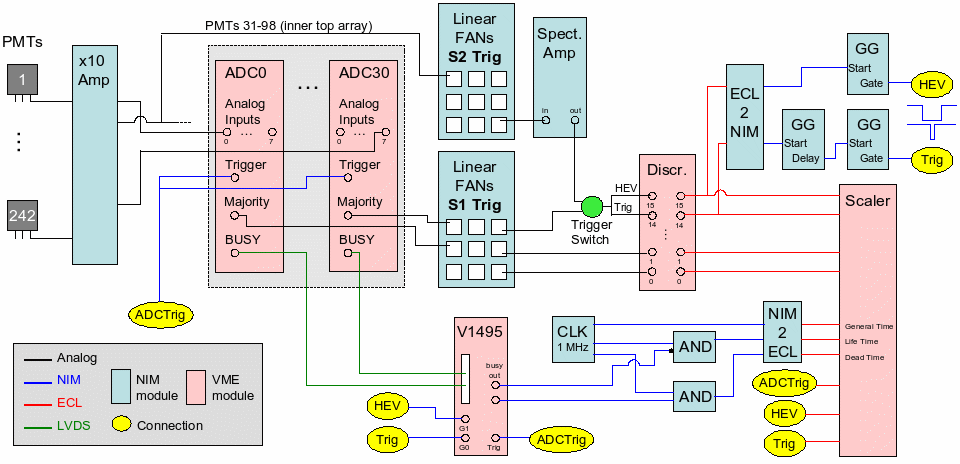 PMTs
1
242
x10
Amp
PMTs 31-98 (inner top array)
ADC0
Analog
Inputs
0 ... 7
Trigger
Majority
BUSY
...
ADC30
Analog
Inputs
0 ... 7
Trigger
Majority
BUSY
ADCTrig
Linear
FANs
S2 Trig
Spect.
Amp
in out
Linear
FANs
S1 Trig
Trigger
Switch
HEV
Trig
Discr.
15 15
14 14
1 1
0 0
ECL
2
NIM
GG
Start
Gate
HEV
GG
Start
Delay
GG
Start
Gate
Trig
Scaler
General Time
Life Time
Dead Time
V1495
busy
out
G1
G0 Trig
HEV
Trig
ADCTrig
CLK
1 MHz
AND
AND
NIM
2
ECL
ADCTrig
HEV
Trig
Analog
NIM
ECL
LVDS
NIM
module
VME
module
Connection